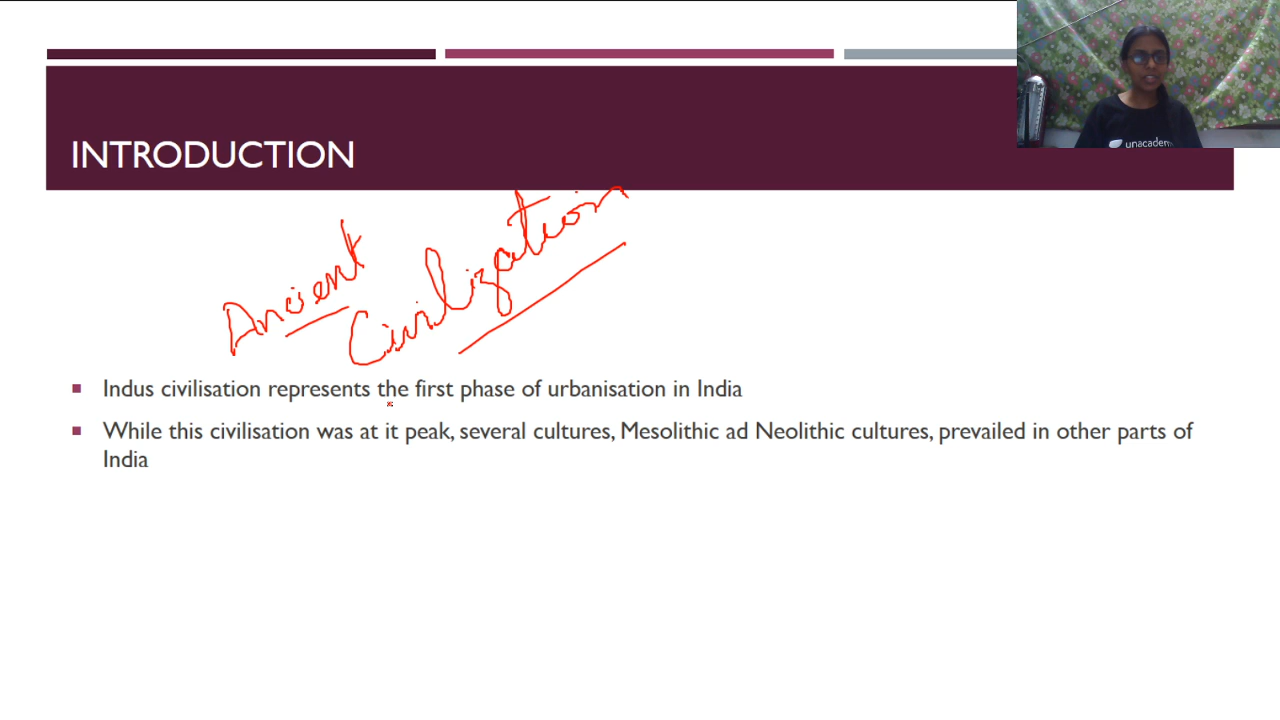 INTRODUCTION
Ancient
Civilization
Indus civilisation represents the first phase of urbanisation in India
While this civilisation was at it peak, several cultures, Mesolithic ad Neolithic cultures, prevailed in other parts of
India
unacadem